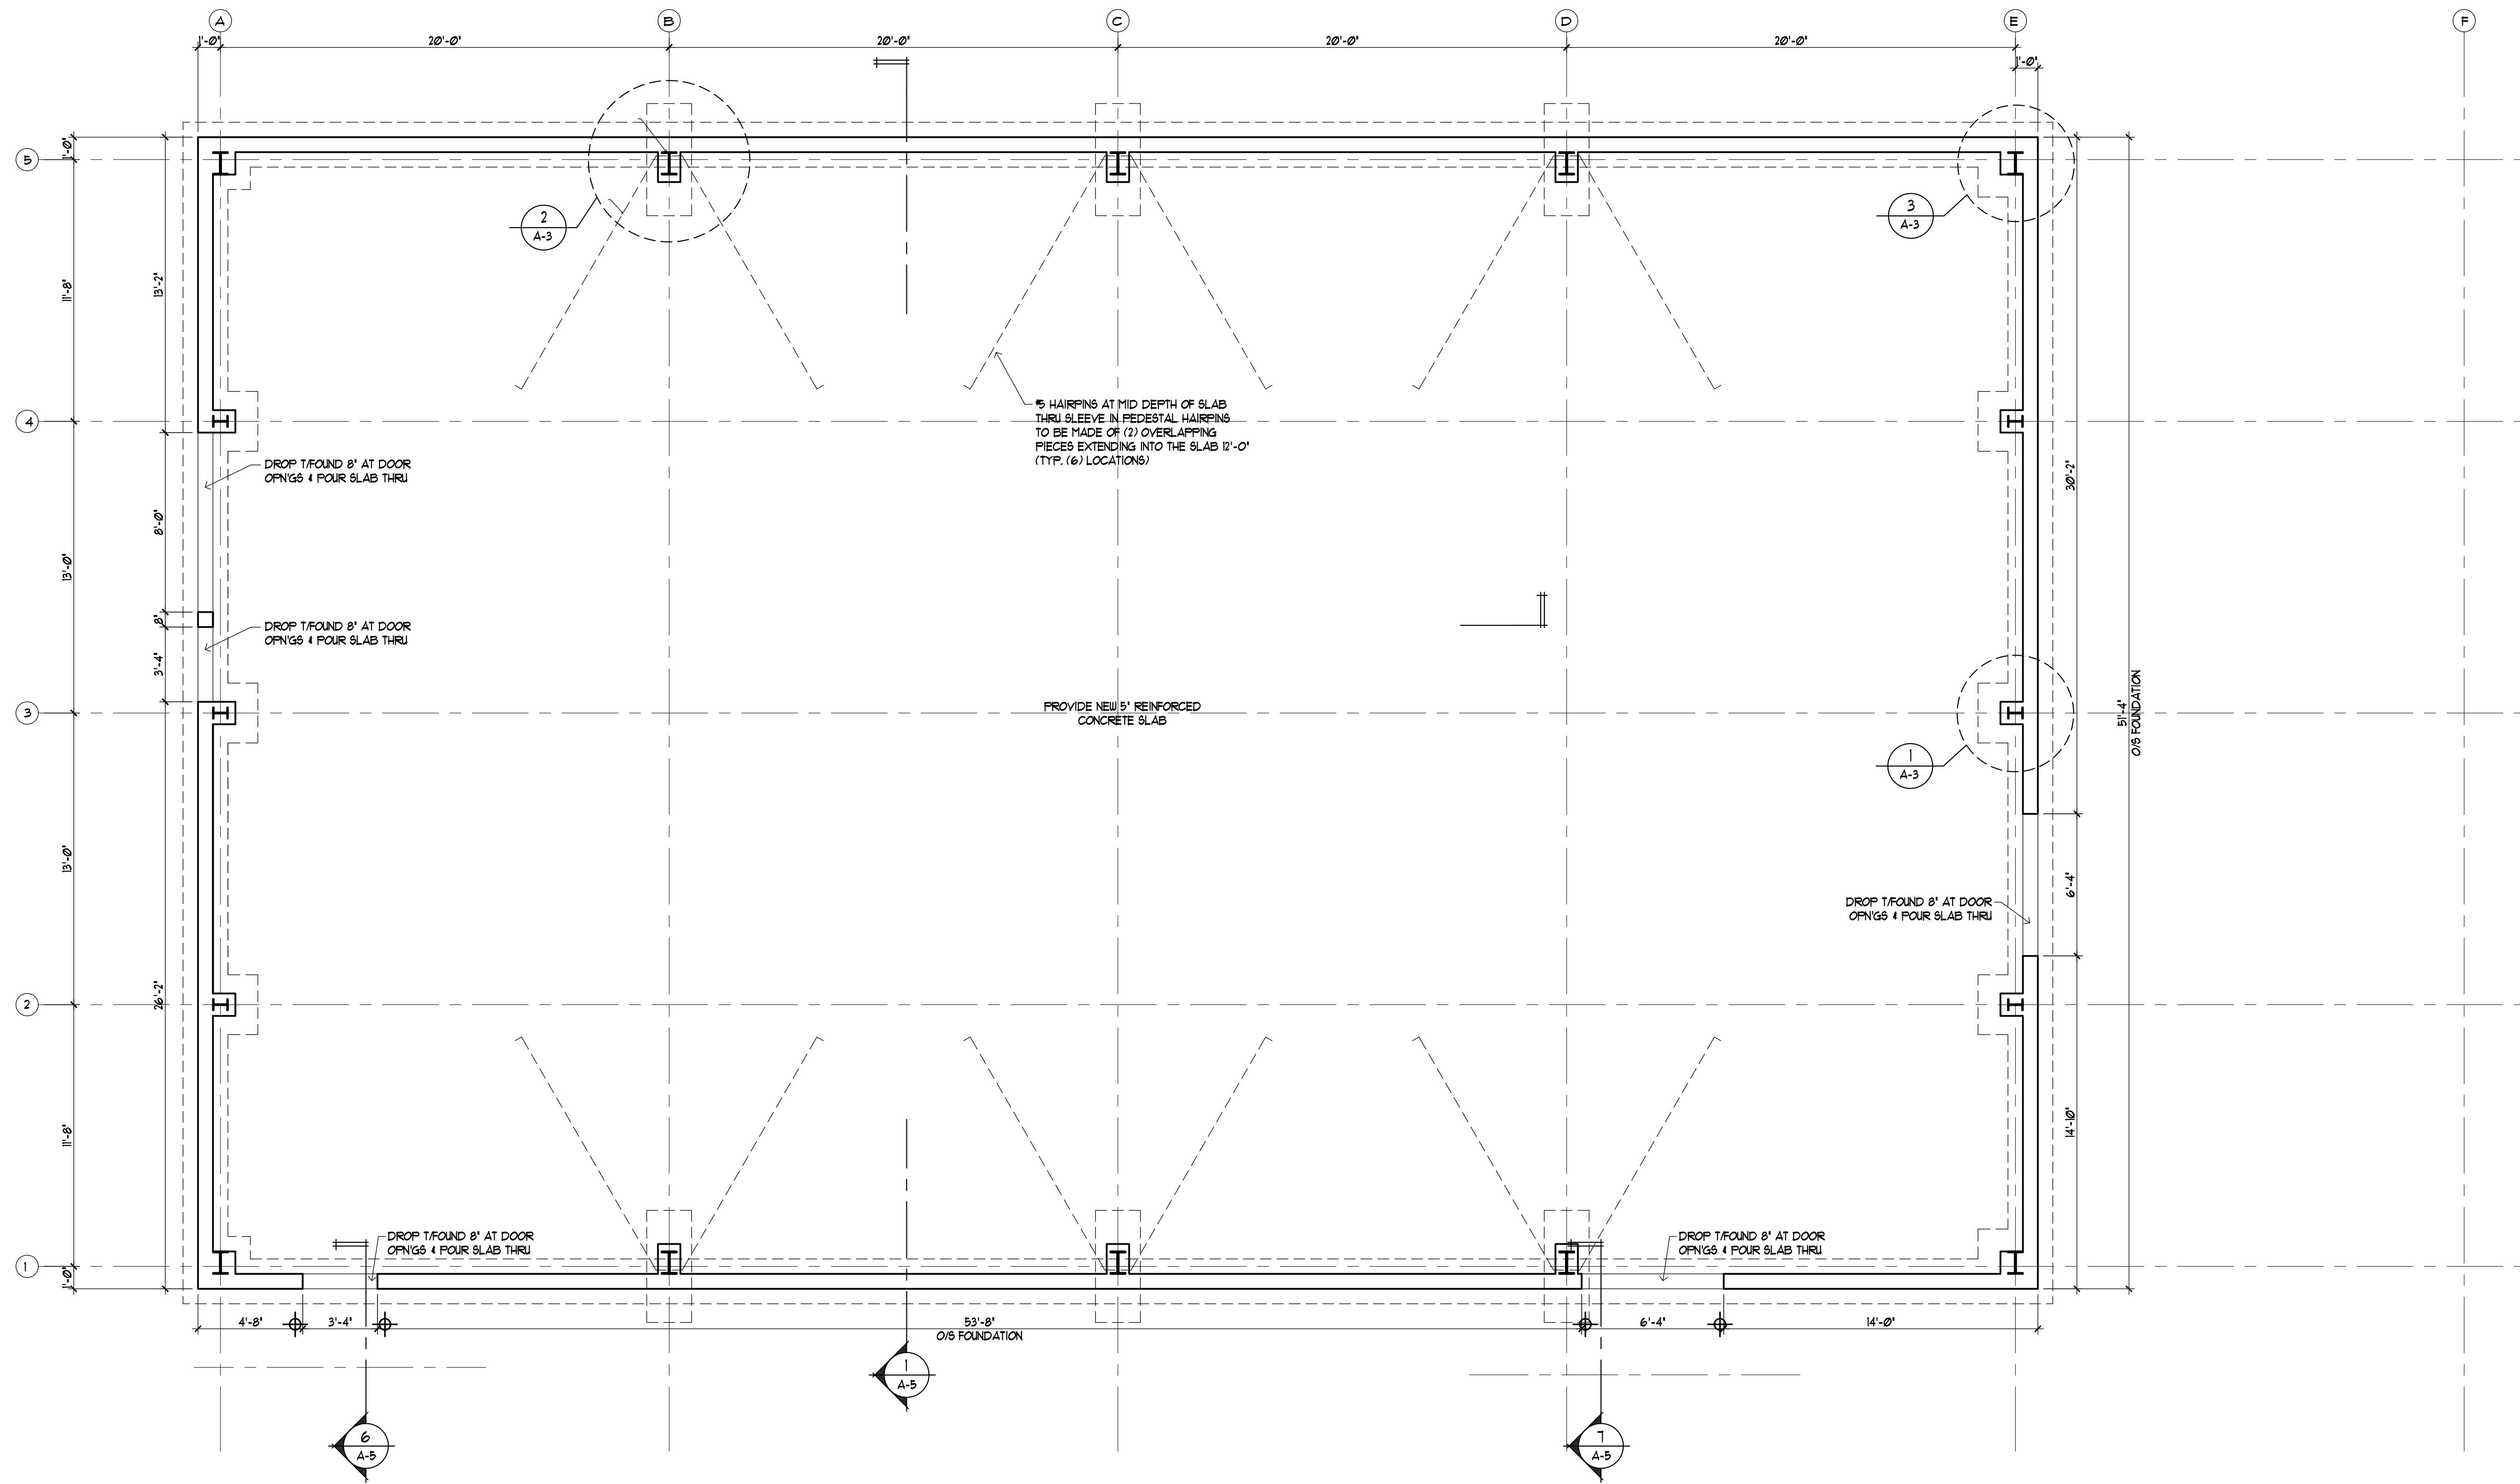 A
B
C
D
E
F
1'-0"
20'-0"
20'-0"
20'-0"
20'-0"
1'-0"
5
1'-0"
2
A-3
3
A-3
11'-8"
13'-2"
4
#5 HAIRPINS AT MID DEPTH OF SLAB
THRU SLEEVE IN PEDESTAL HAIRPINS
TO BE MADE OF (2) OVERLAPPING
PIECES EXTENDING INTO THE SLAB 12'-0"
(TYP. (6) LOCATIONS)
DROP T/FOUND 8" AT DOOR
OPN'GS & POUR SLAB THRU
30'-2"
8'-0"
13'-0"
8"
DROP T/FOUND 8" AT DOOR
OPN'GS & POUR SLAB THRU
3'-4"
3
PROVIDE NEW 5" REINFORCED
CONCRETE SLAB
51'-4"
O/S FOUNDATION
1
A-3
13'-0"
6'-4"
DROP T/FOUND 8" AT DOOR
OPN'GS & POUR SLAB THRU
26'-2"
2
11'-8"
14'-10"
DROP T/FOUND 8" AT DOOR
OPN'GS & POUR SLAB THRU
DROP T/FOUND 8" AT DOOR
OPN'GS & POUR SLAB THRU
1
1'-0"
4'-8"
3'-4"
53'-8"
O/S FOUNDATION
6'-4"
14'-0"
1
A-5
6
A-5
7
A-5